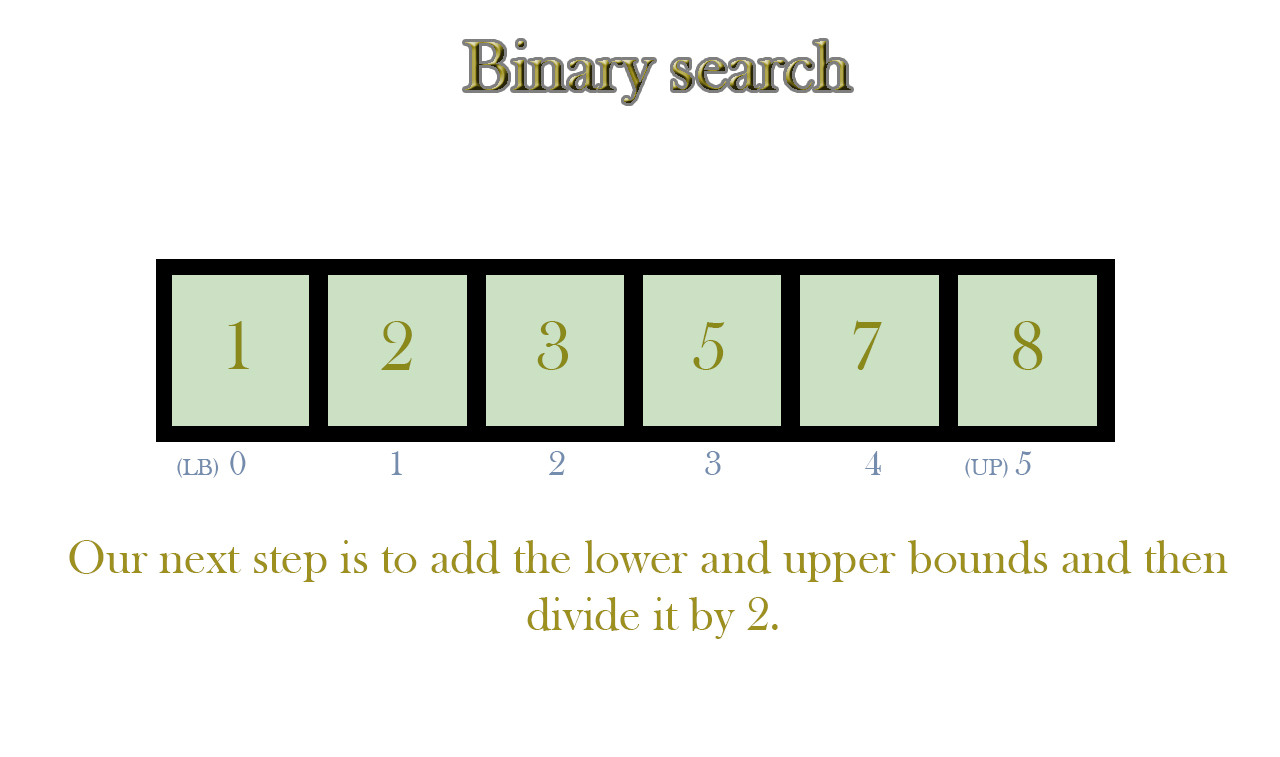 Binary search
1 2 3 5 7 8
(LB) 0 1 2 3 4 (UP) 5
Our next step is to add the lower and upper bounds and then
divide it by 2.